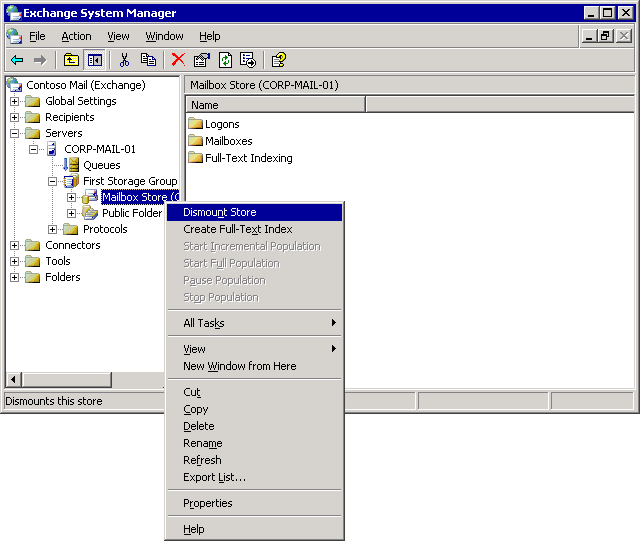 Exchange System Manager
File Action View Window Help
Contoso Mail (Exchange)
Global Settings
Recipients
Servers
CORP-MAIL-01
Queues
First Storage Group
Mailbox Store (C
Public Folder
Protocols
Connectors
Tools
Folders
Mailbox Store (CORP-MAIL-01)
Name
Logons
Mailboxes
Full-Text Indexing
Dismount Store
Create Full-Text Index
Start Incremental Population
Start Full Population
Pause Population
Stop Population
All Tasks
View
New Window from Here
Cut
Copy
Delete
Rename
Refresh
Export List...
Properties
Help
Dismounts this store